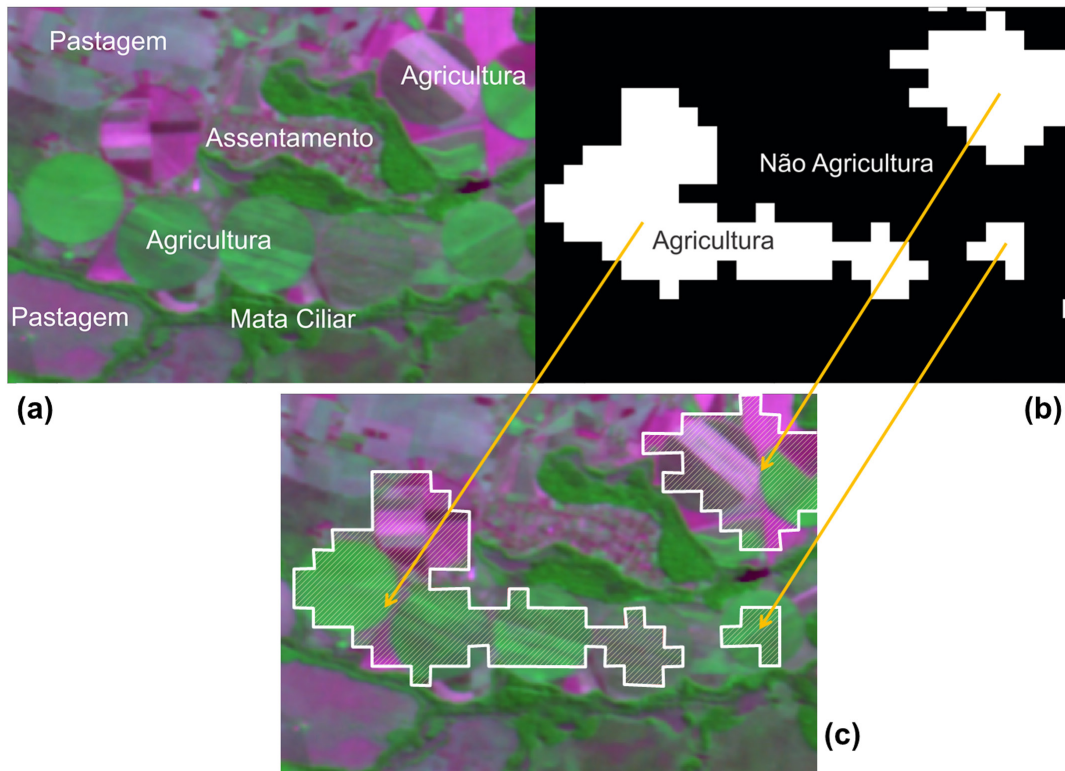 Pastagem
Agricultura
Assentamento
Agricultura
Pastagem
Mata Ciliar
(a)
Não Agricultura
Agricultura
(b)
(c)